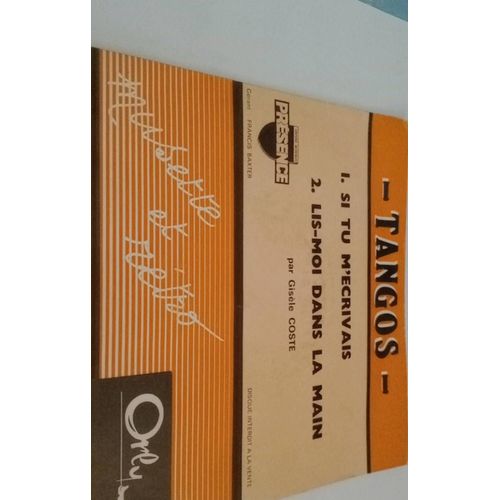 - TANGOS -
1. SI TU M'ECRIVAIS
2. LIS-MOI DANS LA MAIN
par Gisèle COSTE
PRESENCE
Gérant FRANCIS BAXTER
DISQUE INTERDIT A LA VENTE
musette
et
rétro